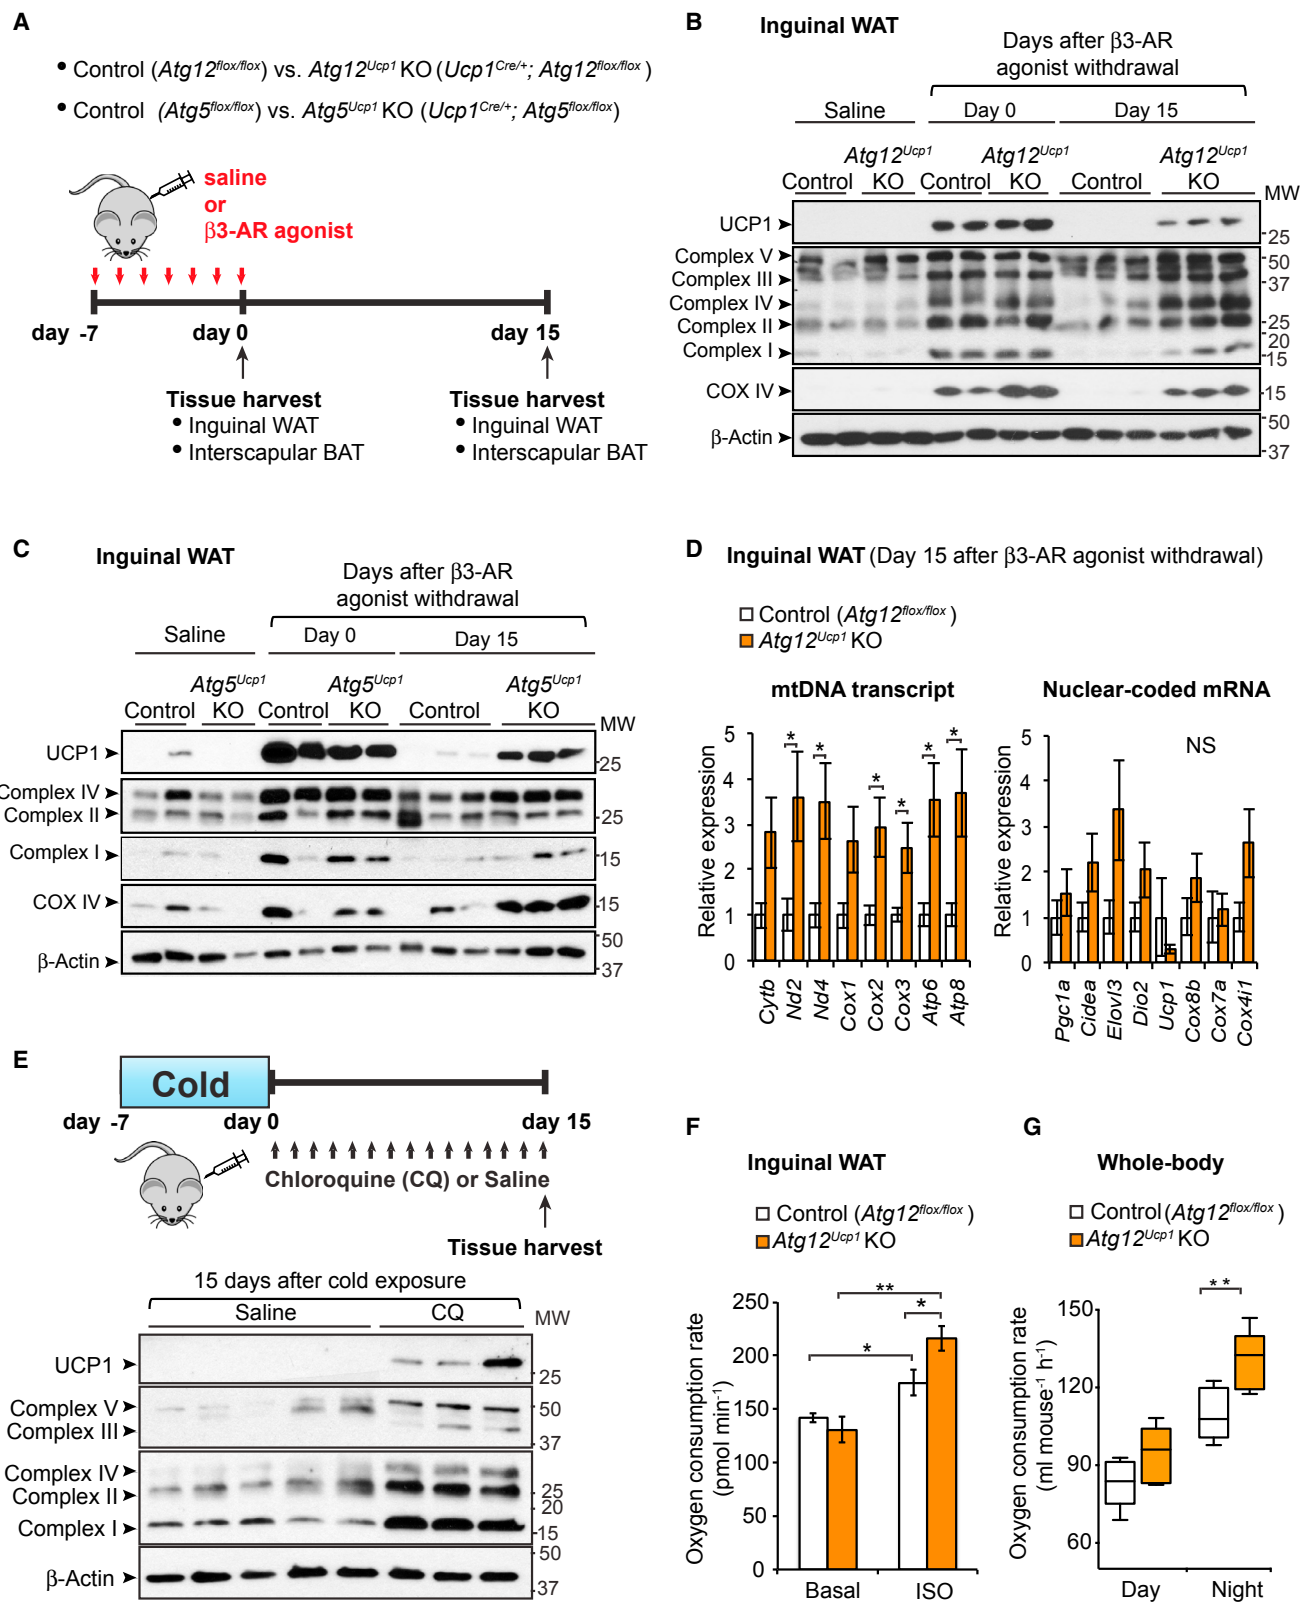 A
• Control (Atg12flox/flox) vs. Atg12Ucp1 KO (Ucp1Cre/+; Atg12flox/flox)
• Control (Atg5flox/flox) vs. Atg5Ucp1 KO (Ucp1Cre/+; Atg5flox/flox)
saline
or
β3-AR agonist
day -7
day 0
day 15
Tissue harvest
• Inguinal WAT
• Interscapular BAT
Tissue harvest
• Inguinal WAT
• Interscapular BAT
B
Inguinal WAT
Days after β3-AR
agonist withdrawal
Saline
Day 0
Day 15
Atg12Ucp1
Atg12Ucp1
Atg12Ucp1
Control
KO
Control
KO
Control
KO
MW
UCP1
25
Complex V
50
Complex III
37
Complex IV
Complex II
25
20
Complex I
15
COX IV
15
50
β-Actin
37
C
Inguinal WAT
Days after β3-AR
agonist withdrawal
Saline
Day 0
Day 15
Atg5Ucp1
Atg5Ucp1
Atg5Ucp1
Control
KO
Control
KO
Control
KO
MW
UCP1
25
Complex IV
Complex II
25
Complex I
15
COX IV
15
50
β-Actin
37
D
Inguinal WAT (Day 15 after β3-AR agonist withdrawal)
Control (Atg12flox/flox)
Atg12Ucp1 KO
mtDNA transcript
Relative expression
5
4
3
2
1
0
* * * * * *
Cytb
Nd2
Nd4
Cox1
Cox2
Cox3
Atp6
Atp8
Nuclear-coded mRNA
NS
Relative expression
5
4
3
2
1
0
Pgc1a
Cidea
Elovl3
Dio2
Ucp1
Cox8b
Cox7a
Cox4i1
E
Cold
day -7
day 0
day 15
Chloroquine (CQ) or Saline
Tissue harvest
15 days after cold exposure
Saline
CQ
MW
UCP1
25
Complex V
50
Complex III
37
Complex IV
Complex II
25
20
Complex I
15
50
β-Actin
37
F
Inguinal WAT
Control (Atg12flox/flox)
Atg12Ucp1 KO
Oxygen consumption rate
(pmol min-1)
250
200
150
100
50
0
**
*
*
Basal
ISO
G
Whole-body
Control (Atg12flox/flox)
Atg12Ucp1 KO
Oxygen consumption rate
(ml mouse-1 h-1)
150
120
90
60
**
Day
Night